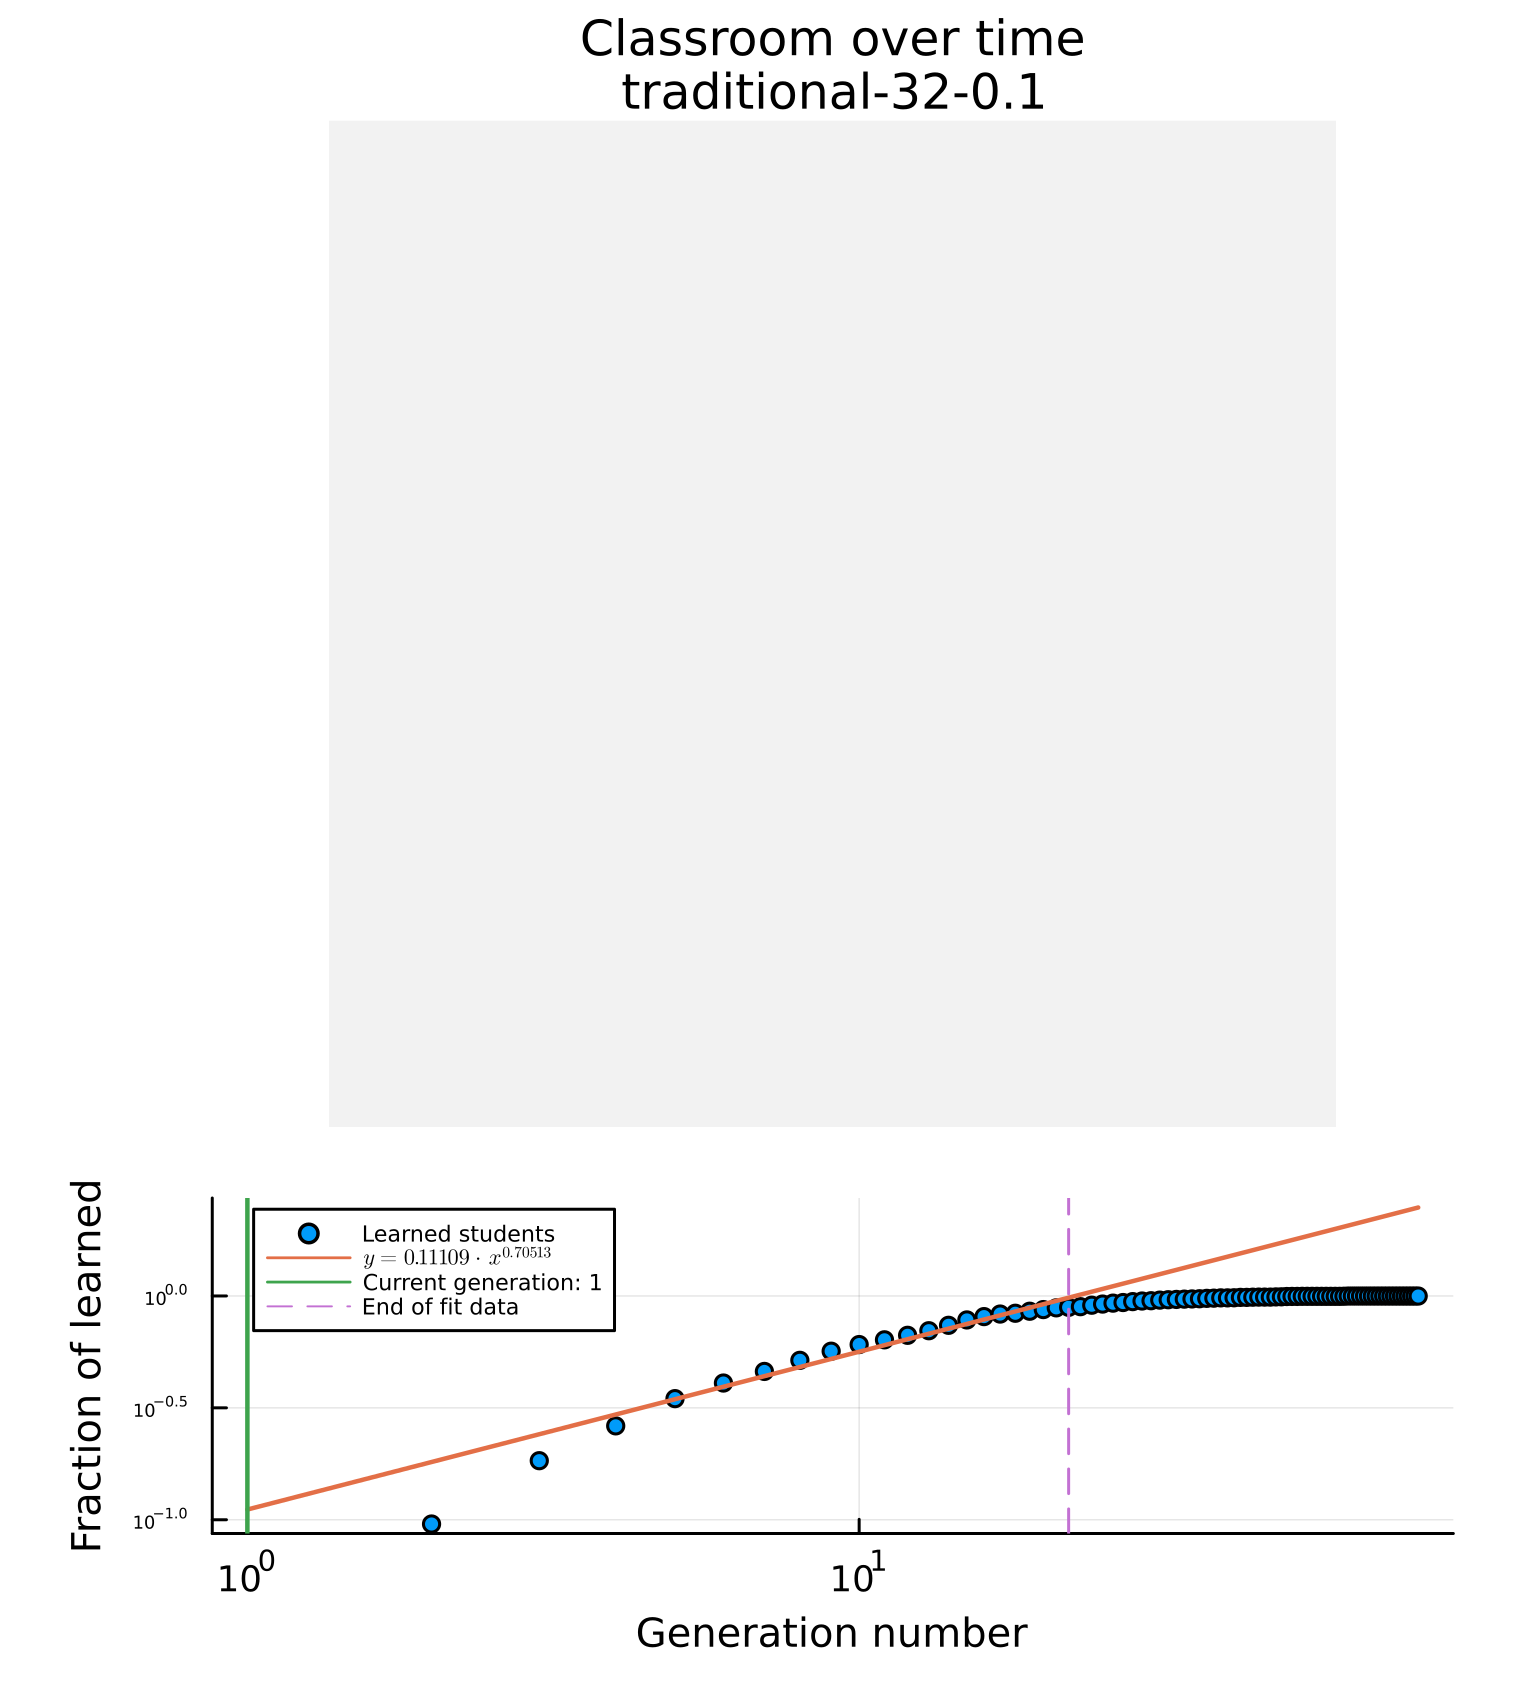 Classroom over time
traditional-32-0.1
Fraction of learned
Learned students
y = 0.11109 · x^0.70513
Current generation: 1
End of fit data
10^0.0
10^−0.5
10^−1.0
10^0 10^1
Generation number